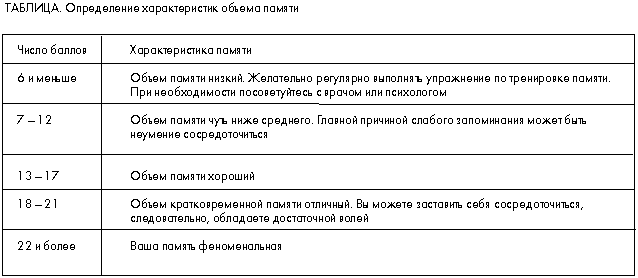 ТАБЛИЦА. Определение характеристик объема памяти
Число баллов Характеристика памяти
6 и меньше Объем памяти низкий. Желательно регулярно выполнять упражнение по тренировке памяти.
При необходимости посоветуйтесь с врачом или психологом
7 – 12 Объем памяти чуть ниже среднего. Главной причиной слабого запоминания может быть
неумение сосредоточиться
13 – 17 Объем памяти хороший
18 – 21 Объем кратковременной памяти отличный. Вы можете заставить себя сосредоточиться,
следовательно, обладаете достаточной волей
22 и более Ваша память феноменальная